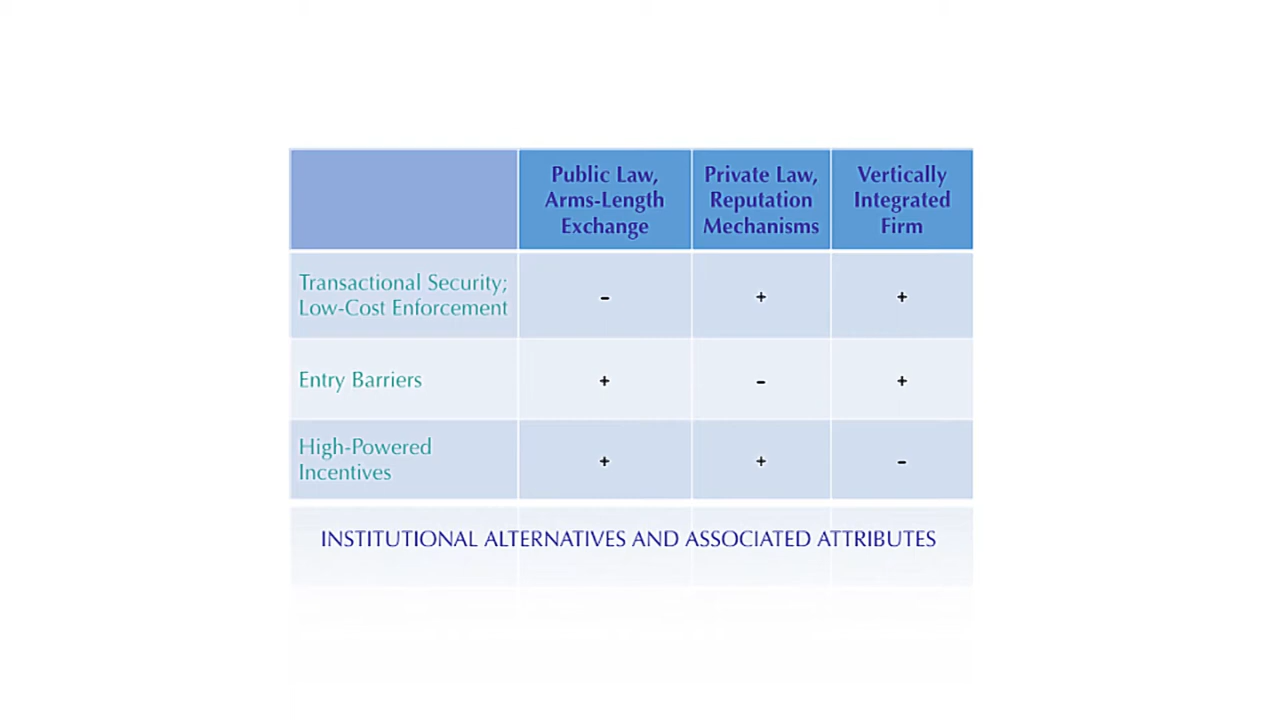 Public Law,
Arms-Length
Exchange
Private Law,
Reputation
Mechanisms
Vertically
Integrated
Firm
Transactional Security;
Low-Cost Enforcement
- + +
Entry Barriers
+ - +
High-Powered
Incentives
+ + -
INSTITUTIONAL ALTERNATIVES AND ASSOCIATED ATTRIBUTES